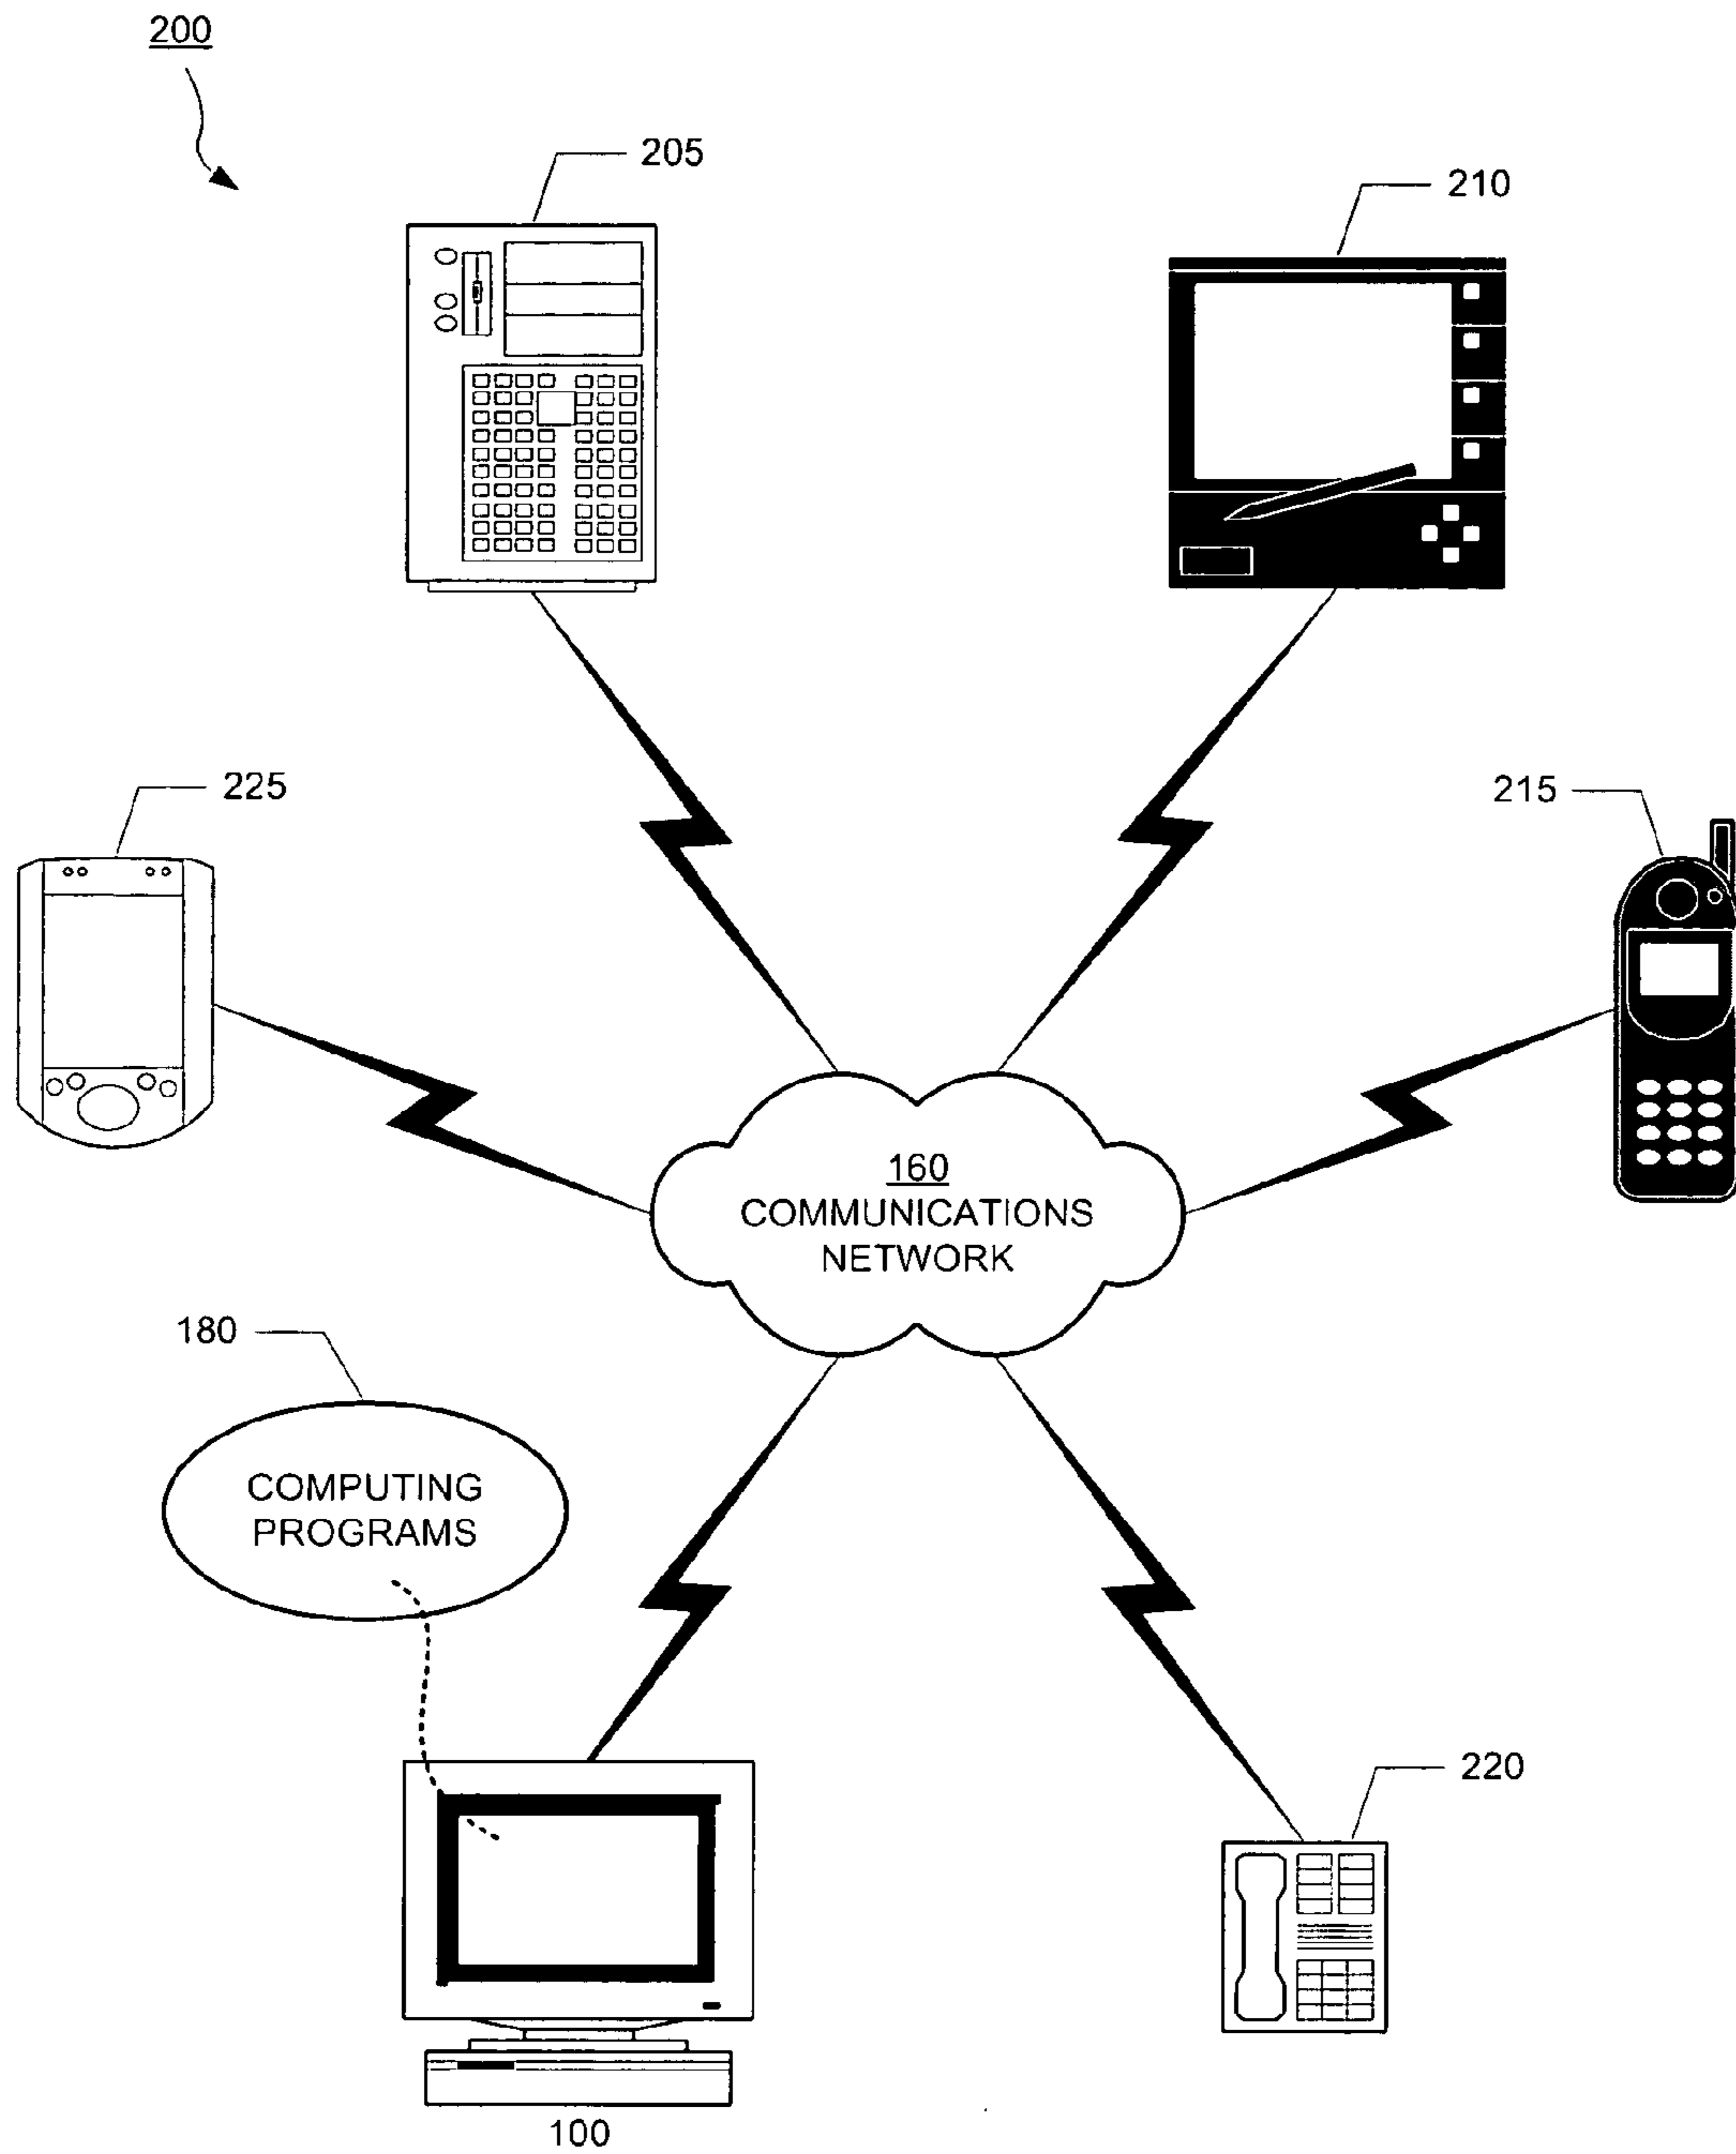 200
205
210
225
215
160
COMMUNICATIONS
NETWORK
180
COMPUTING
PROGRAMS
220
100